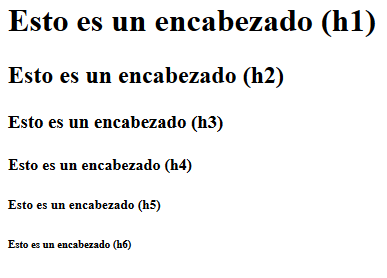 Esto es un encabezado (h1)
Esto es un encabezado (h2)
Esto es un encabezado (h3)
Esto es un encabezado (h4)
Esto es un encabezado (h5)
Esto es un encabezado (h6)